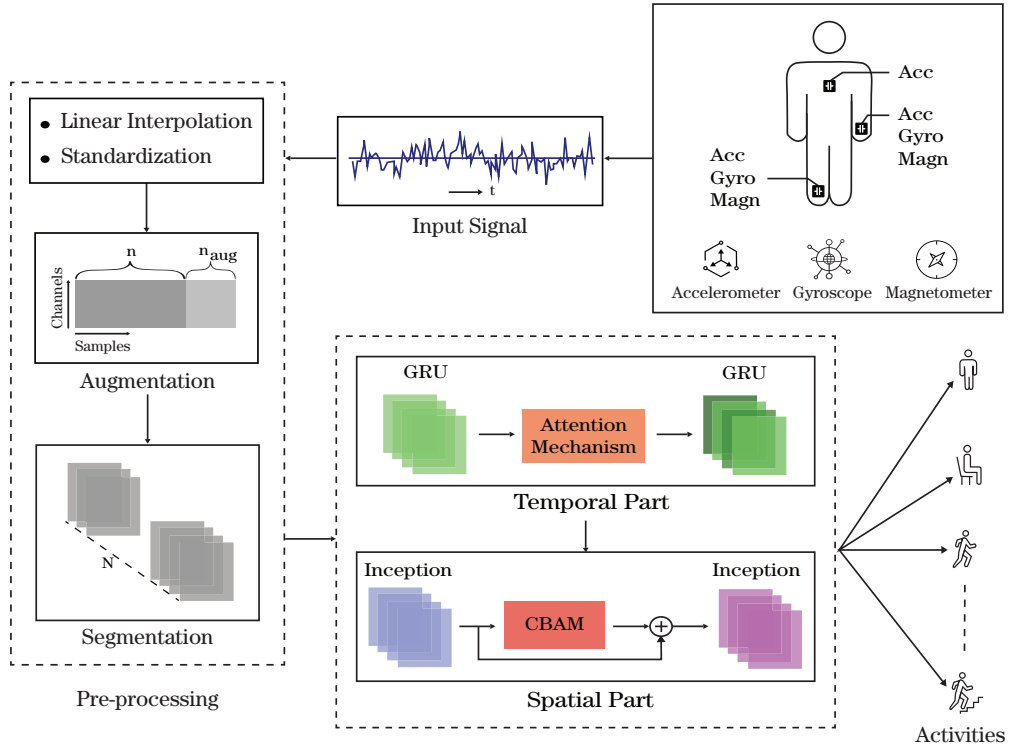 Acc
Acc
Gyro
Magn
Acc
Gyro
Magn
Accelerometer
Gyroscope
Magnetometer
t
Input Signal
• Linear Interpolation
• Standardization
n
n_aug
Channels
Samples
Augmentation
N
Segmentation
Pre-processing
GRU
Attention
Mechanism
GRU
Temporal Part
Inception
CBAM
Inception
Spatial Part
Activities